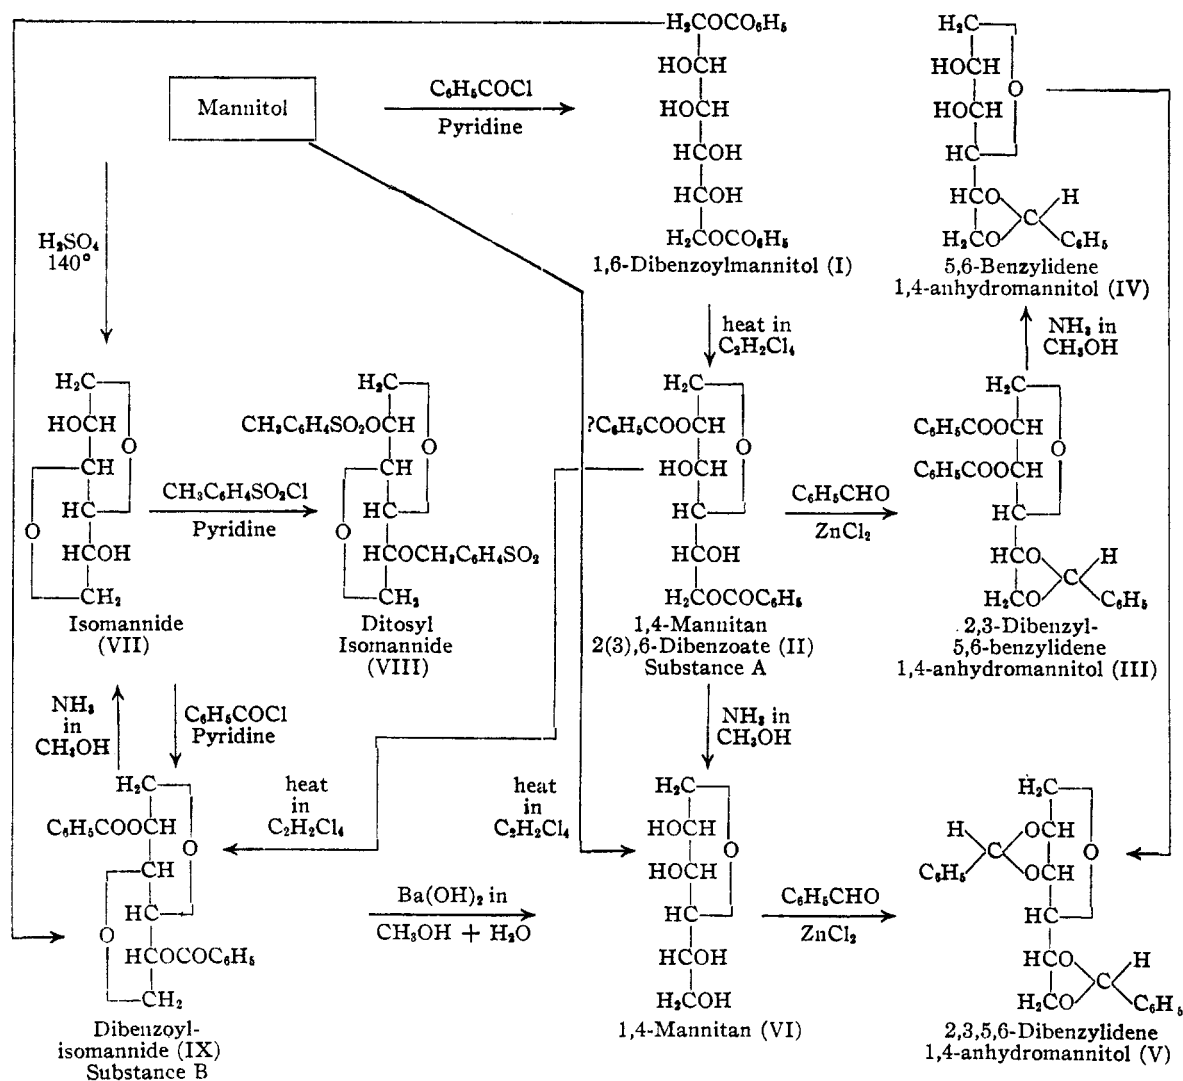 Mannitol
C₆H₅COCl
Pyridine
H₂COCOC₆H₅
HOCH
HOCH
HCOH
HCOH
H₂COCOC₆H₅
1,6-Dibenzoylmannitol (I)
H₂C
HOCH
O
HOCH
HC
HCO
H
C
H₂CO
C₆H₅
5,6-Benzylidene
1,4-anhydromannitol (IV)
H₂SO₄
140°
heat in
C₂H₂Cl₄
NH₃ in
CH₃OH
H₂C
HOCH
O
CH
HC
O
HCOH
CH₂
Isomannide
(VII)
CH₃C₆H₄SO₂Cl
Pyridine
H₂C
CH₃C₆H₄SO₂OCH
O
CH
HC
O
HCOCH₃C₆H₄SO₂
CH₂
Ditosyl
Isomannide
(VIII)
H₂C
?C₆H₅COOCH
O
HOCH
HC
HCOH
H₂COCOC₆H₅
1,4-Mannitan
2(3),6-Dibenzoate (II)
Substance A
C₆H₅CHO
ZnCl₂
H₂C
C₆H₅COOCH
O
C₆H₅COOCH
HC
HCO
H
C
H₂CO
C₆H₅
2,3-Dibenzyl-
5,6-benzylidene
1,4-anhydromannitol (III)
NH₃
in
CH₃OH
C₆H₅COCl
Pyridine
NH₃ in
CH₃OH
H₂C
C₆H₅COOCH
O
CH
HC
O
HCOCOC₆H₅
CH₂
Dibenzoyl-
isomannide (IX)
Substance B
heat
in
C₂H₂Cl₄
heat
in
C₂H₂Cl₄
Ba(OH)₂ in
CH₃OH + H₂O
H₂C
HOCH
O
HOCH
HC
HCOH
H₂COH
1,4-Mannitan (VI)
C₆H₅CHO
ZnCl₂
H₂C
H
OCH
C
O
C₆H₅
OCH
HC
HCO
H
C
H₂CO
C₆H₅
2,3,5,6-Dibenzylidene
1,4-anhydromannitol (V)